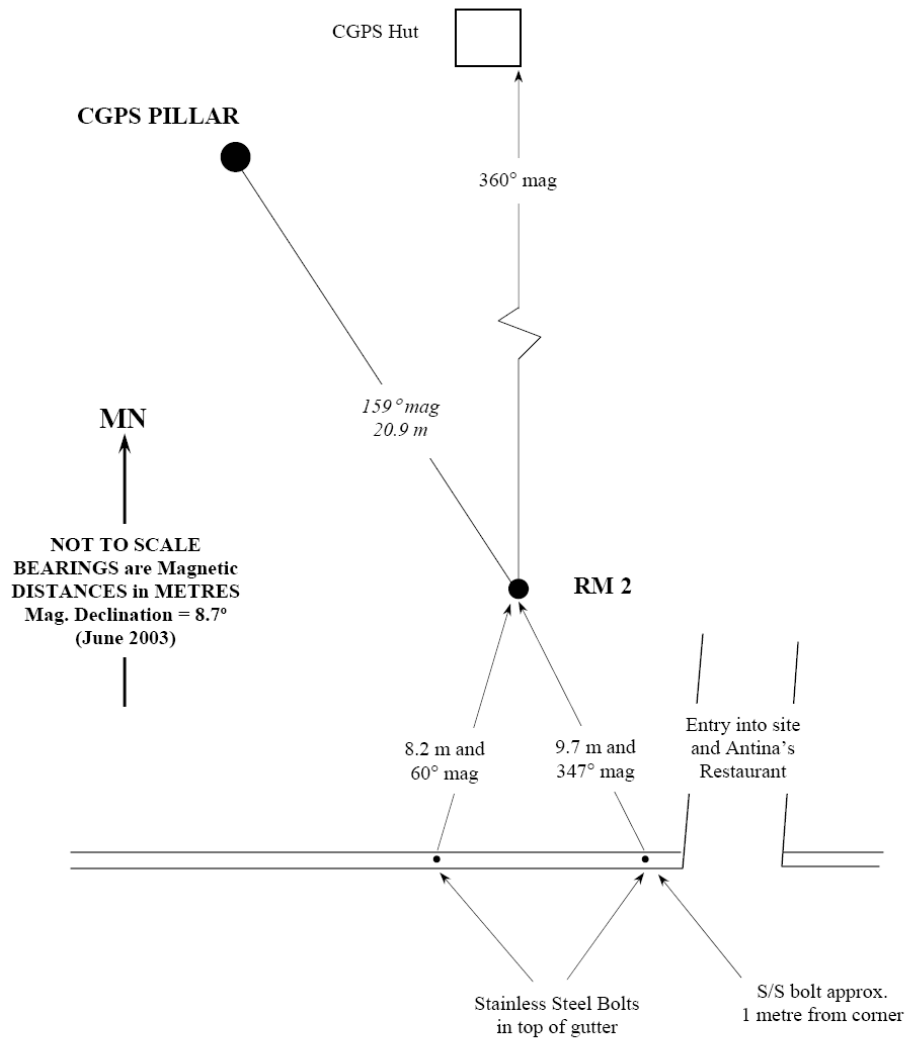 CGPS Hut
CGPS PILLAR
360° mag
159° mag
20.9 m
MN
NOT TO SCALE
BEARINGS are Magnetic
DISTANCES in METRES
Mag. Declination = 8.7º
(June 2003)
RM 2
8.2 m and
60° mag
9.7 m and
347° mag
Entry into site
and Antina’s
Restaurant
Stainless Steel Bolts
in top of gutter
S/S bolt approx.
1 metre from corner